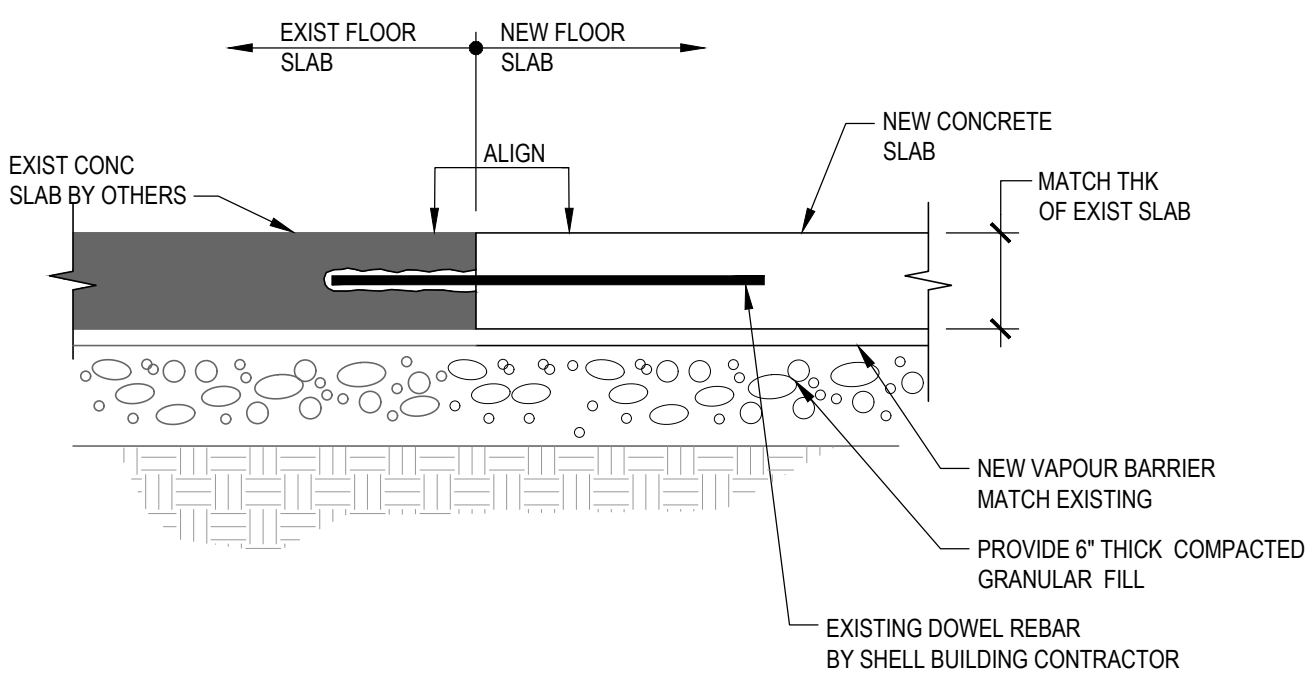 EXIST FLOOR
SLAB
NEW FLOOR
SLAB
NEW CONCRETE
SLAB
ALIGN
EXIST CONC
SLAB BY OTHERS
MATCH THK
OF EXIST SLAB
NEW VAPOUR BARRIER
MATCH EXISTING
PROVIDE 6" THICK COMPACTED
GRANULAR FILL
EXISTING DOWEL REBAR
BY SHELL BUILDING CONTRACTOR